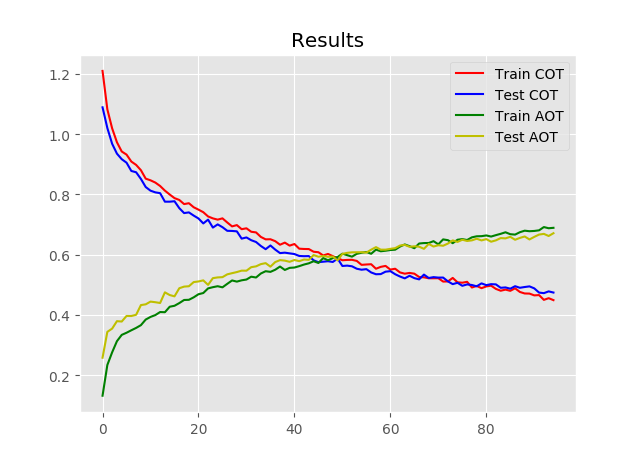 Results
Train COT
Test COT
Train AOT
Test AOT
1.2
1.0
0.8
0.6
0.4
0.2
0 20 40 60 80